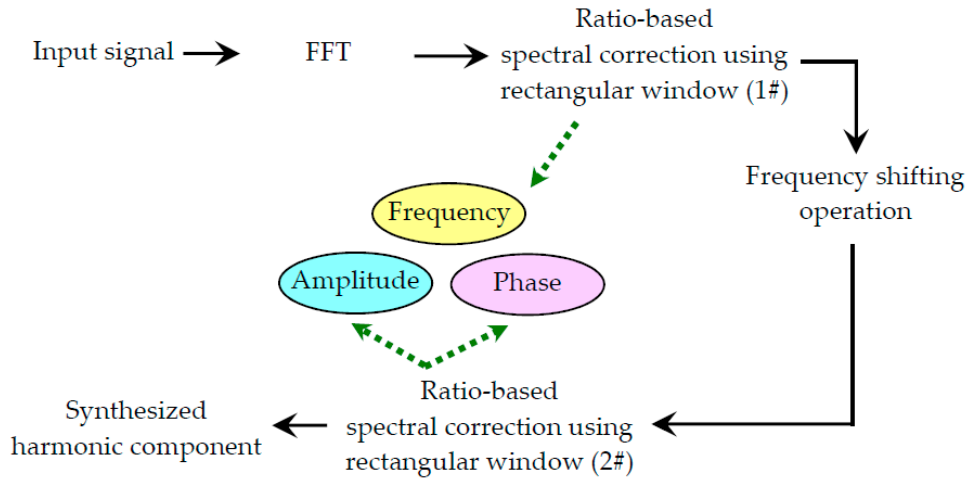 Input signal
FFT
Ratio-based
spectral correction using
rectangular window (1#)
Frequency shifting
operation
Frequency
Amplitude
Phase
Ratio-based
spectral correction using
rectangular window (2#)
Synthesized
harmonic component